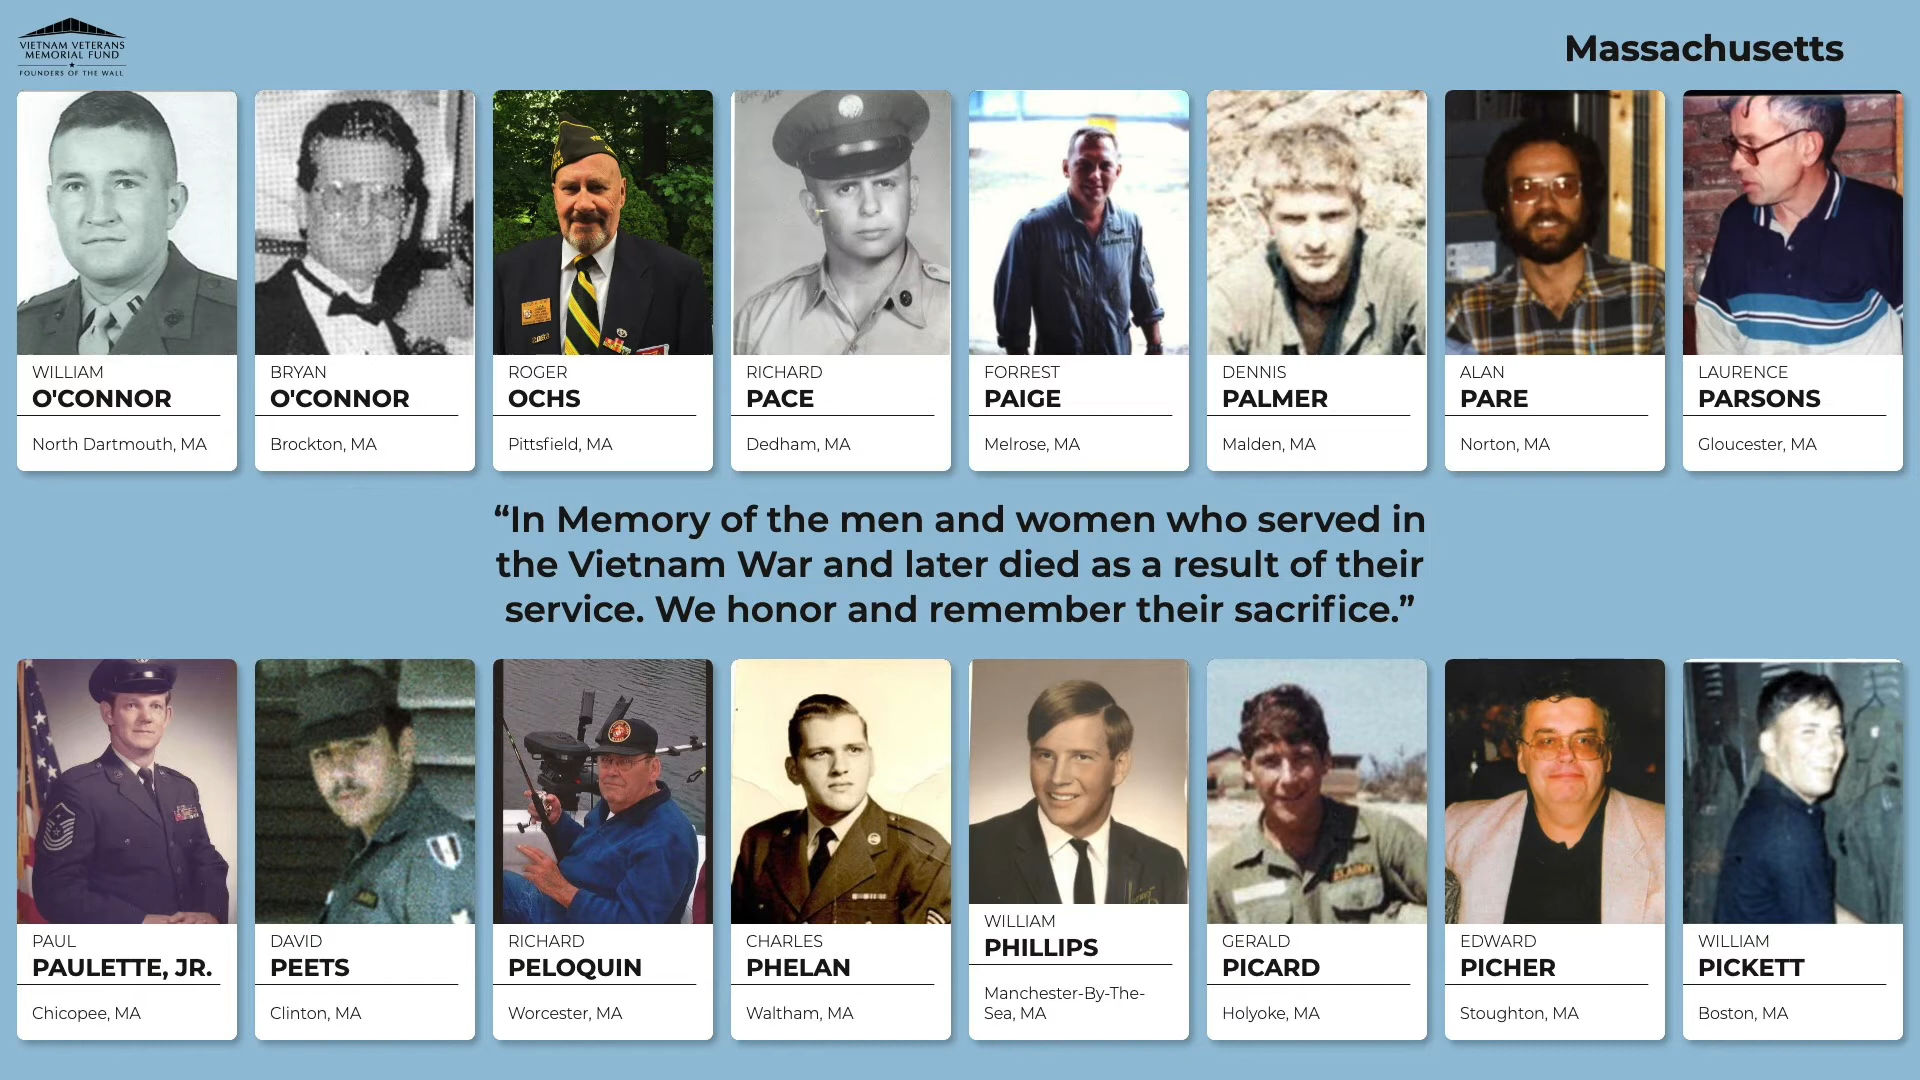 VIETNAM VETERANS
MEMORIAL FUND
FOUNDERS OF THE WALL
Massachusetts
WILLIAM
O'CONNOR
North Dartmouth, MA
BRYAN
O'CONNOR
Brockton, MA
ROGER
OCHS
Pittsfield, MA
RICHARD
PACE
Dedham, MA
FORREST
PAIGE
Melrose, MA
DENNIS
PALMER
Malden, MA
ALAN
PARE
Norton, MA
LAURENCE
PARSONS
Gloucester, MA
“In Memory of the men and women who served in
the Vietnam War and later died as a result of their
service. We honor and remember their sacrifice.”
PAUL
PAULETTE, JR.
Chicopee, MA
DAVID
PEETS
Clinton, MA
RICHARD
PELOQUIN
Worcester, MA
CHARLES
PHELAN
Waltham, MA
WILLIAM
PHILLIPS
Manchester-By-The-
Sea, MA
GERALD
PICARD
Holyoke, MA
EDWARD
PICHER
Stoughton, MA
WILLIAM
PICKETT
Boston, MA